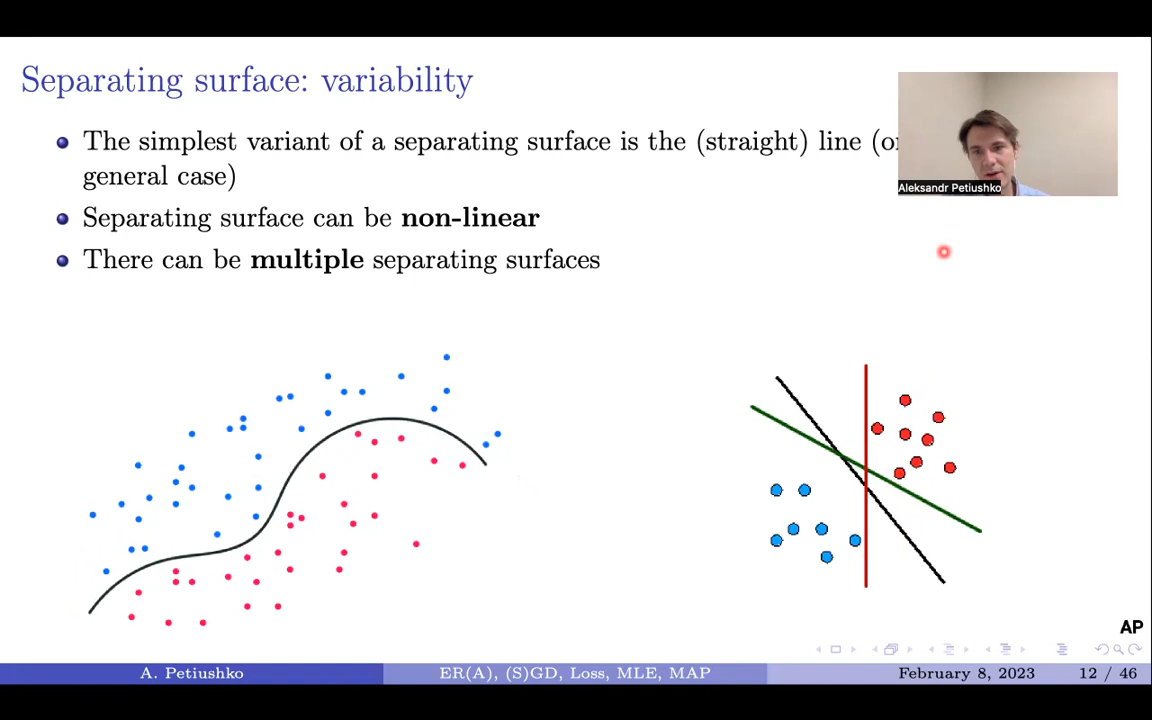 Separating surface: variability
The simplest variant of a separating surface is the (straight) line
general case)
Separating surface can be non-linear
There can be multiple separating surfaces
Aleksandr Petiushko
AP
A. Petiushko
ER(A), (S)GD, Loss, MLE, MAP
February 8, 2023
12 / 46